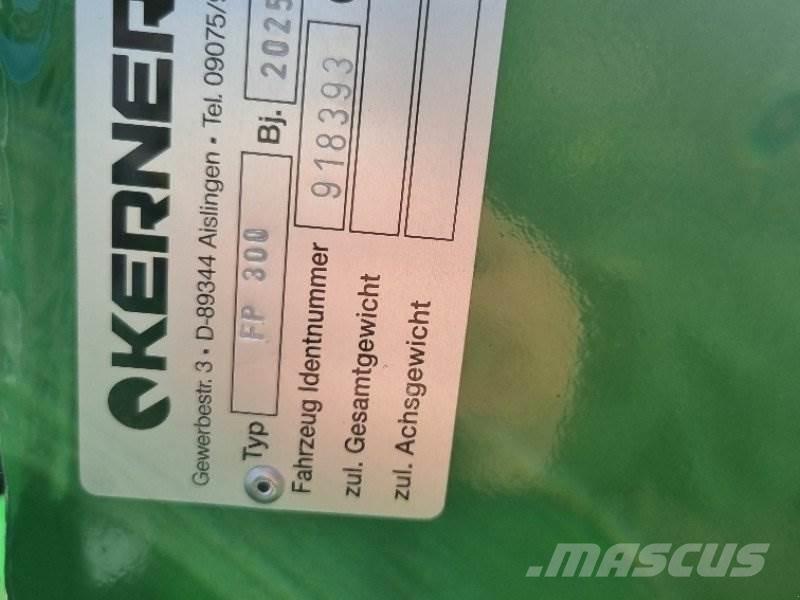 KERNER
Gewerbestr. 3 • D-89344 Aislingen • Tel. 09075/9
Typ FP 300 Bj. 2025
Fahrzeug Identnummer 918393
zul. Gesamtgewicht
zul. Achsgewicht
MASCUS